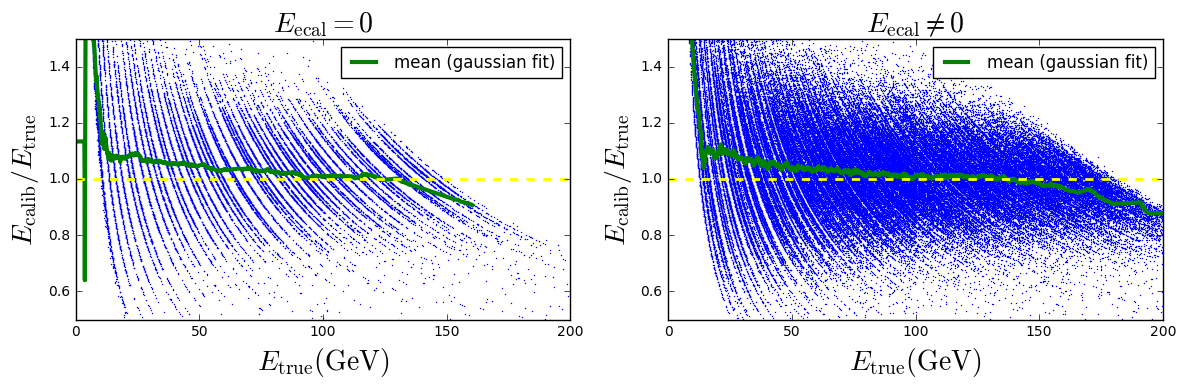 E_ecal = 0
mean (gaussian fit)
E_calib/E_true
1.4
1.2
1.0
0.8
0.6
0
50
100
150
200
E_true(GeV)
E_ecal ≠ 0
mean (gaussian fit)
E_calib/E_true
1.4
1.2
1.0
0.8
0.6
0
50
100
150
200
E_true(GeV)